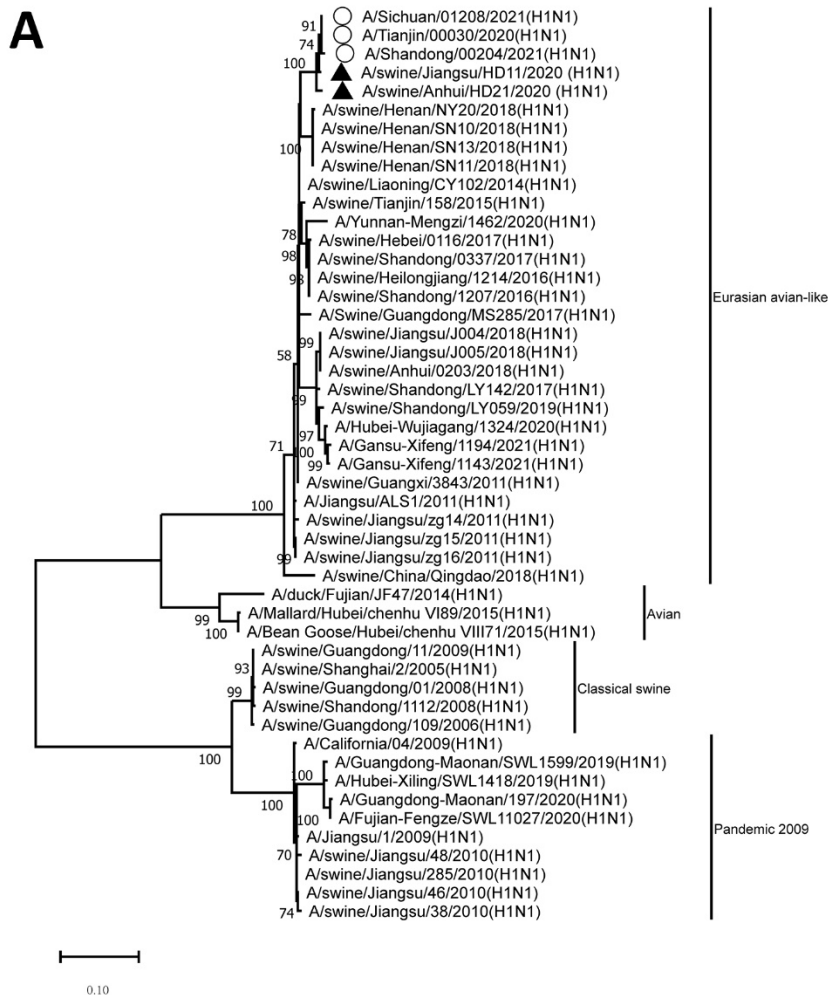 A
91
A/Sichuan/01208/2021(H1N1)
A/Tianjin/00030/2020(H1N1)
74
A/Shandong/00204/2021(H1N1)
100
A/swine/Jiangsu/HD11/2020 (H1N1)
A/swine/Anhui/HD21/2020 (H1N1)
A/swine/Henan/NY20/2018(H1N1)
A/swine/Henan/SN10/2018(H1N1)
100
A/swine/Henan/SN13/2018(H1N1)
A/swine/Henan/SN11/2018(H1N1)
A/swine/Liaoning/CY102/2014(H1N1)
A/swine/Tianjin/158/2015(H1N1)
A/Yunnan-Mengzi/1462/2020(H1N1)
78
A/swine/Hebei/0116/2017(H1N1)
98
A/swine/Shandong/0337/2017(H1N1)
98
A/swine/Heilongjiang/1214/2016(H1N1)
A/swine/Shandong/1207/2016(H1N1)
Eurasian avian-like
A/Swine/Guangdong/MS285/2017(H1N1)
99
A/swine/Jiangsu/J004/2018(H1N1)
58
A/swine/Jiangsu/J005/2018(H1N1)
A/swine/Anhui/0203/2018(H1N1)
A/swine/Shandong/LY142/2017(H1N1)
99
A/swine/Shandong/LY059/2019(H1N1)
A/Hubei-Wujiagang/1324/2020(H1N1)
97
71
A/Gansu-Xifeng/1194/2021(H1N1)
100
99
A/Gansu-Xifeng/1143/2021(H1N1)
A/swine/Guangxi/3843/2011(H1N1)
100
A/Jiangsu/ALS1/2011(H1N1)
A/swine/Jiangsu/zg14/2011(H1N1)
A/swine/Jiangsu/zg15/2011(H1N1)
99
A/swine/Jiangsu/zg16/2011(H1N1)
A/swine/China/Qingdao/2018(H1N1)
A/duck/Fujian/JF47/2014(H1N1)
99
A/Mallard/Hubei/chenhu VI89/2015(H1N1)
Avian
100
A/Bean Goose/Hubei/chenhu VIII71/2015(H1N1)
A/swine/Guangdong/11/2009(H1N1)
93
A/swine/Shanghai/2/2005(H1N1)
99
A/swine/Guangdong/01/2008(H1N1)
Classical swine
A/swine/Shandong/1112/2008(H1N1)
A/swine/Guangdong/109/2006(H1N1)
100
A/California/04/2009(H1N1)
A/Guangdong-Maonan/SWL1599/2019(H1N1)
100
A/Hubei-Xiling/SWL1418/2019(H1N1)
100
A/Guangdong-Maonan/197/2020(H1N1)
100
A/Fujian-Fengze/SWL11027/2020(H1N1)
Pandemic 2009
A/Jiangsu/1/2009(H1N1)
70
A/swine/Jiangsu/48/2010(H1N1)
A/swine/Jiangsu/285/2010(H1N1)
A/swine/Jiangsu/46/2010(H1N1)
74
A/swine/Jiangsu/38/2010(H1N1)
0.10